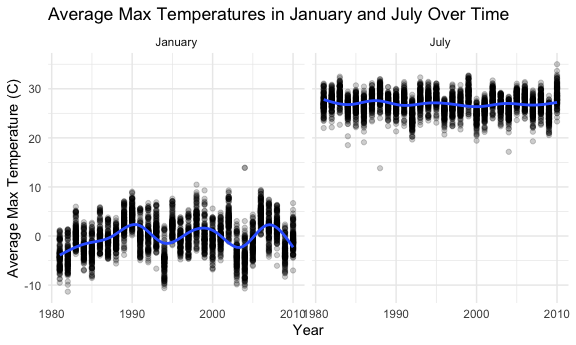 Average Max Temperatures in January and July Over Time
January July
Average Max Temperature (C)
30
20
10
0
-10
1980 1990 2000 2010 1980 1990 2000 2010
Year